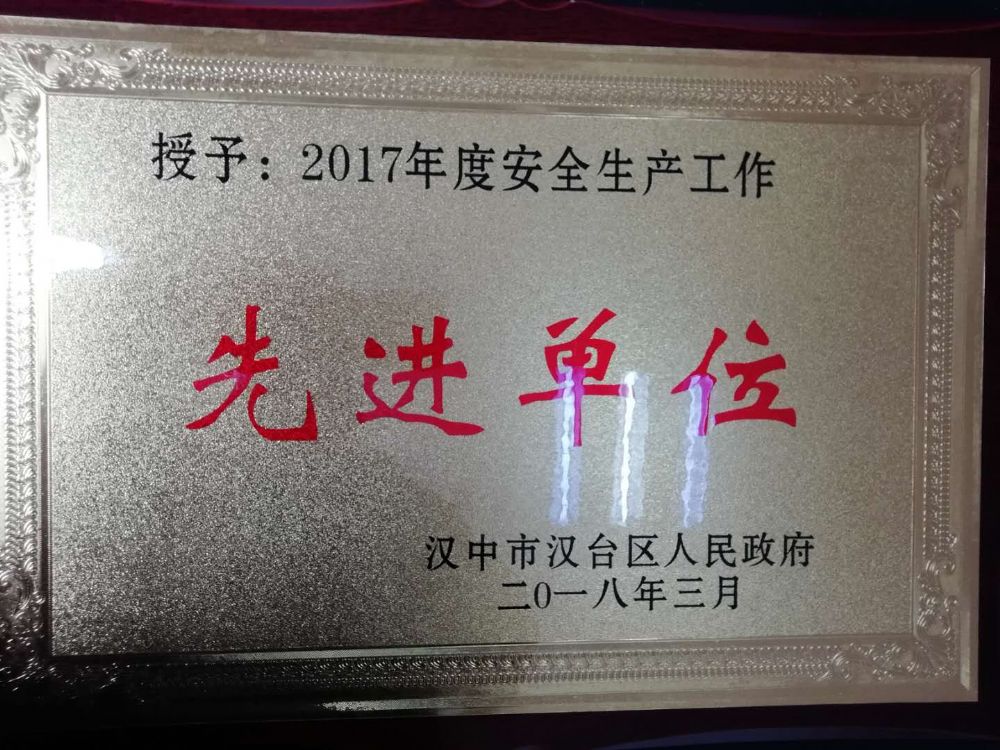 授予：2017年度安全生产工作
先进单位
汉中市汉台区人民政府
二0一八年三月